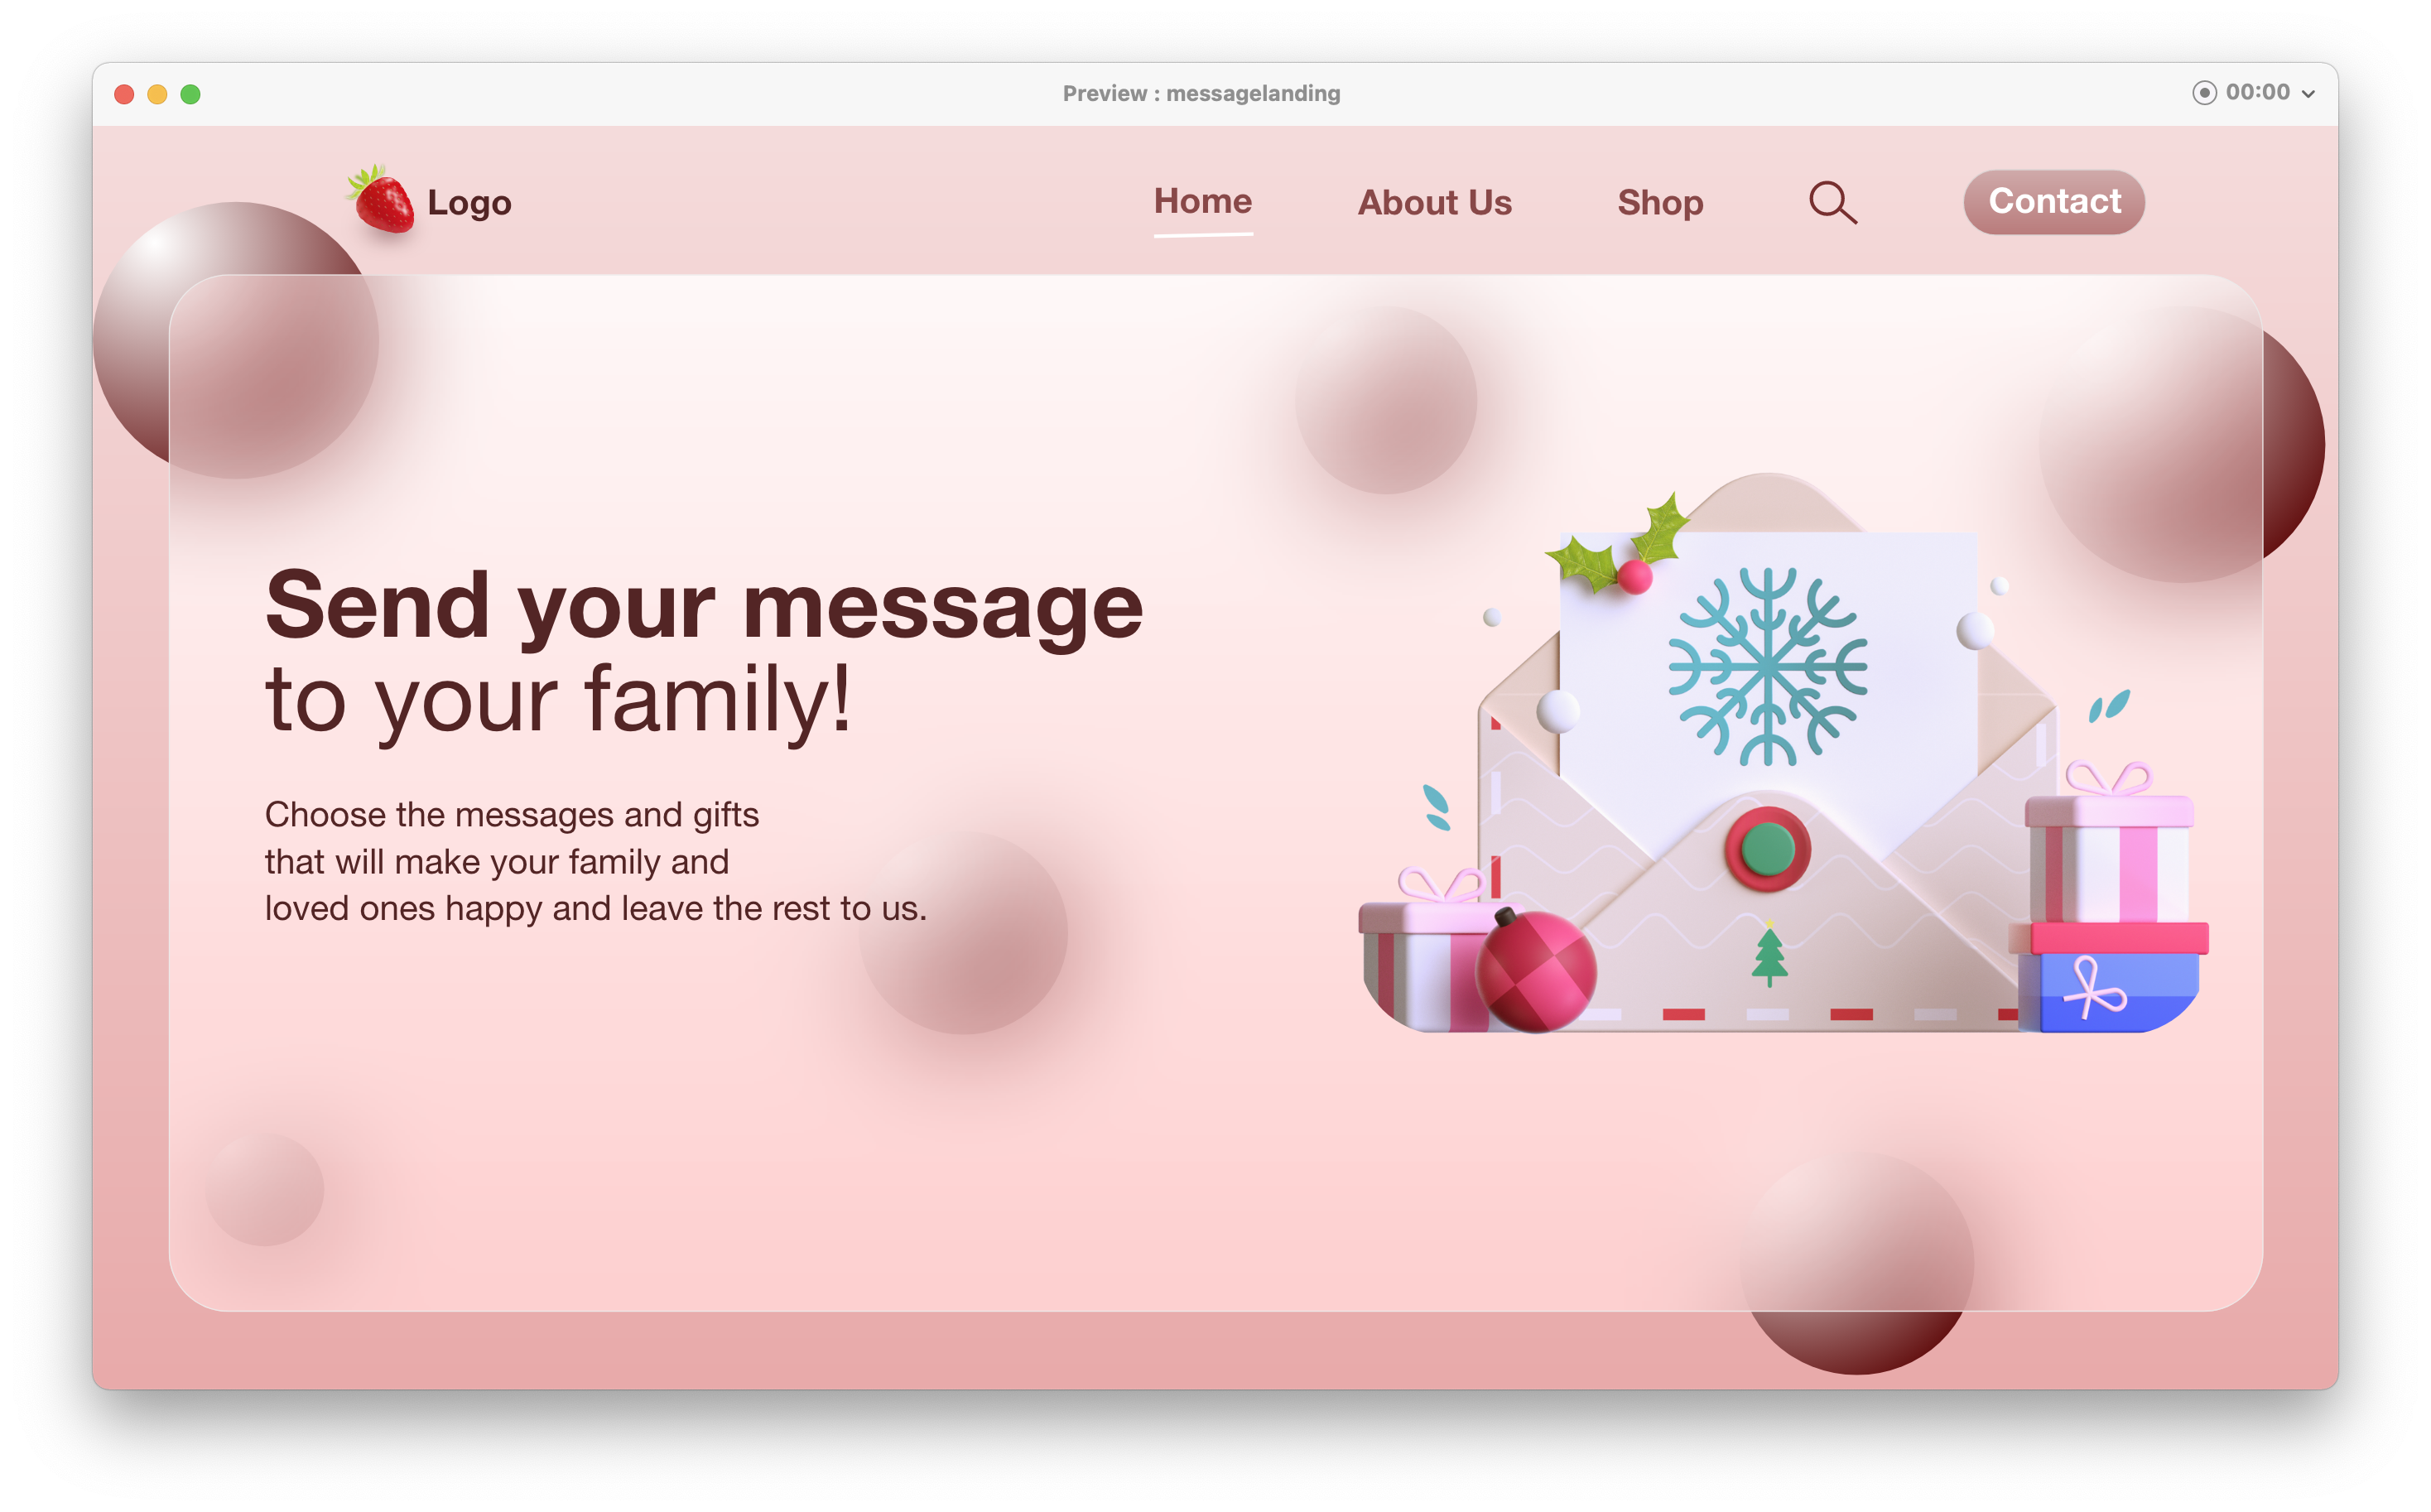 Preview : messagelanding
00:00
Logo
Home
About Us
Shop
Contact
Send your message
to your family!
Choose the messages and gifts
that will make your family and
loved ones happy and leave the rest to us.